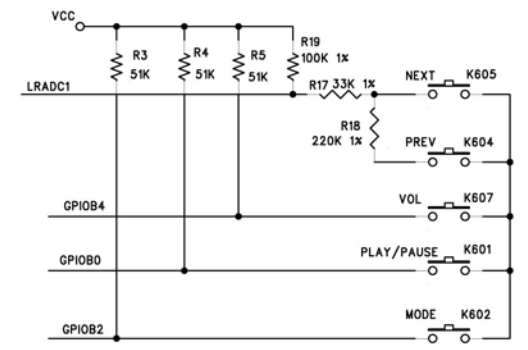 VCC
R3
51K
R4
51K
R5
51K
R19
100K 1%
LRADC1
R17 33K 1%
NEXT K605
R18
220K 1%
PREV K604
VOL K607
GPIOB4
PLAY/PAUSE K601
GPIOB0
MODE K602
GPIOB2